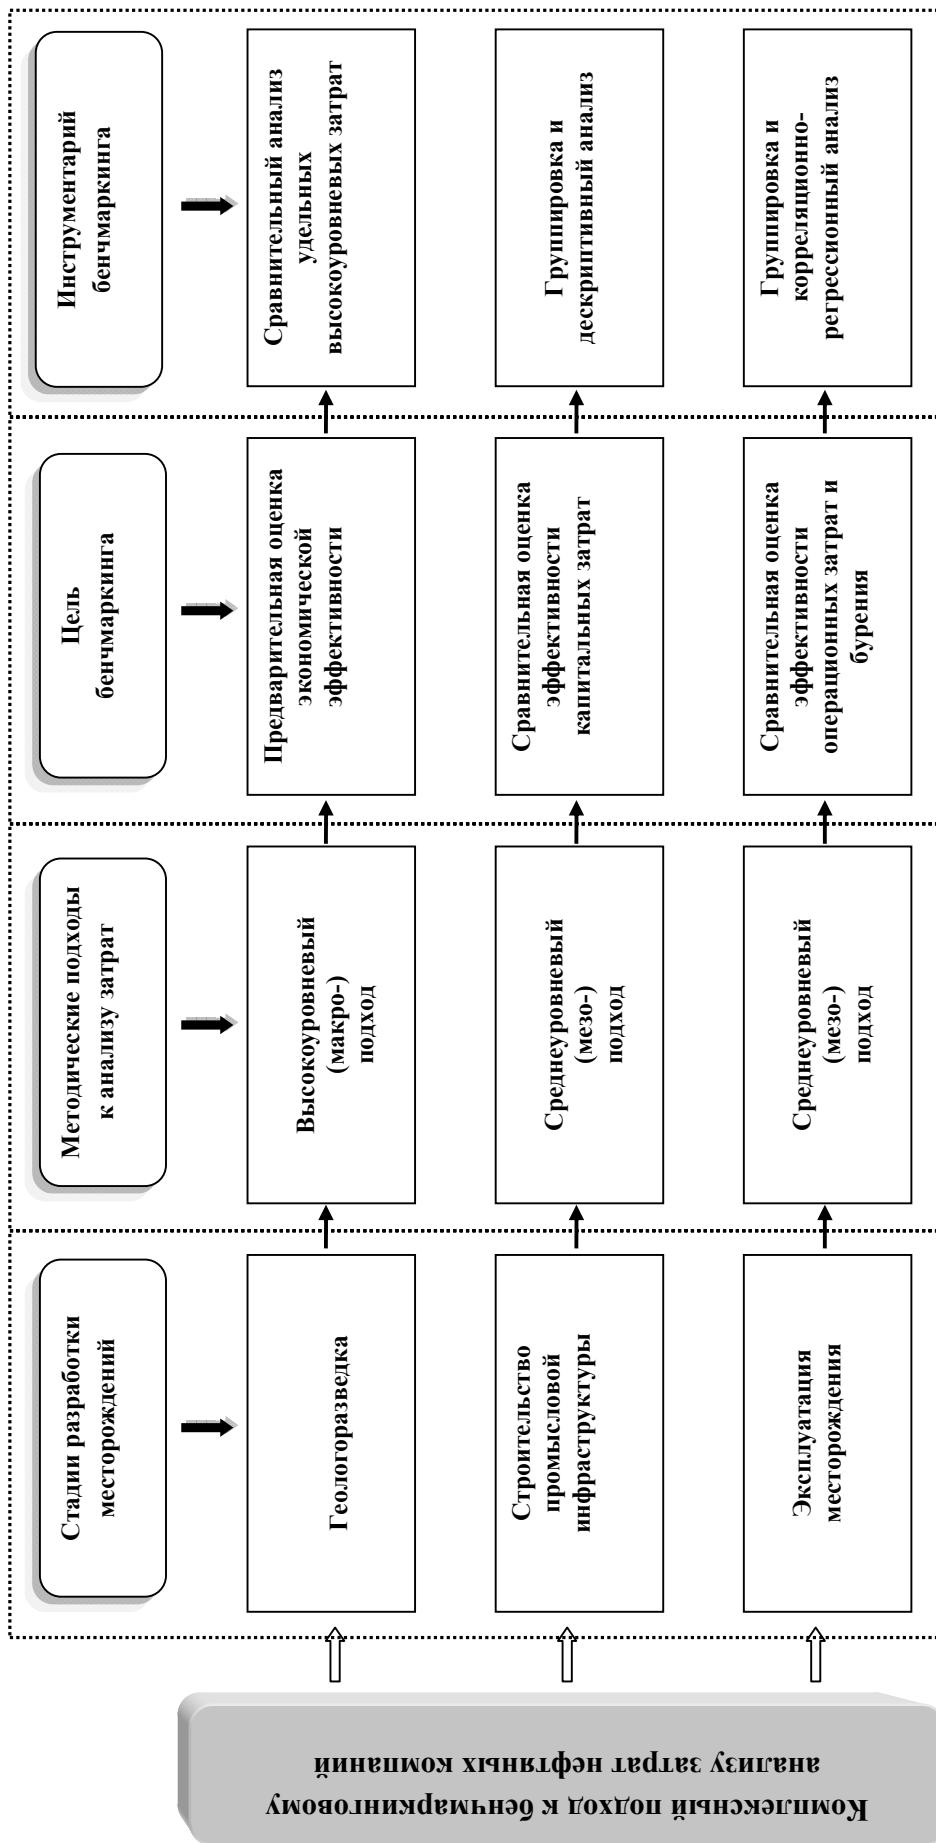 Комплексный подход к бенчмаркинговому
анализу затрат нефтяных компаний
Стадии разработки
месторождений
Методические подходы
к анализу затрат
Цель
бенчмаркинга
Инструментарий
бенчмаркинга
Геологоразведка
Высокоуровневый
(макро-)
подход
Предварительная оценка
экономической
эффективности
Сравнительный анализ
удельных
высокоуровневых затрат
Строительство
промысловой
инфраструктуры
Среднеуровневый
(мезо-)
подход
Сравнительная оценка
эффективности
капитальных затрат
Группировка и
дескриптивный анализ
Эксплуатация
месторождения
Среднеуровневый
(мезо-)
подход
Сравнительная оценка
эффективности
операционных затрат и
бурения
Группировка и
корреляционно-
регрессионный анализ